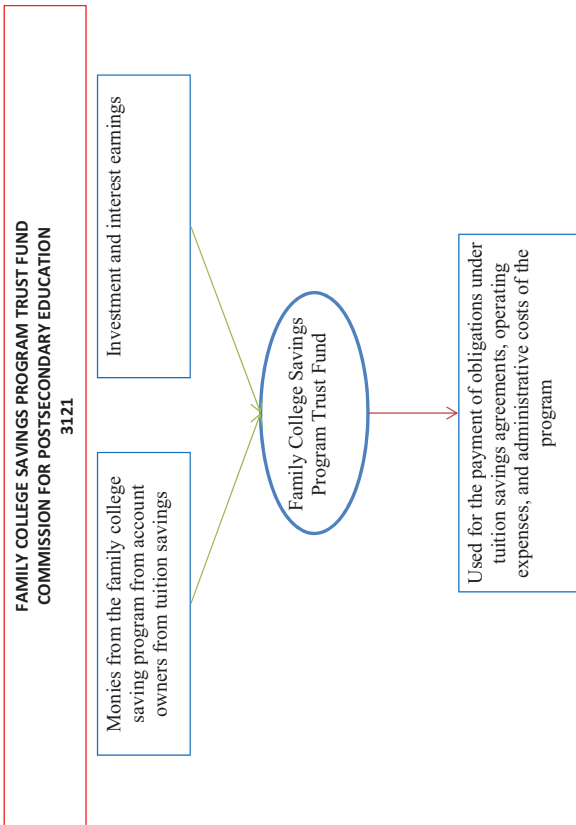 FAMILY COLLEGE SAVINGS PROGRAM TRUST FUND
COMMISSION FOR POSTSECONDARY EDUCATION
3121
Monies from the family college
saving program from account
owners from tuition savings
Investment and interest earnings
Family College Savings
Program Trust Fund
Used for the payment of obligations under
tuition savings agreements, operating
expenses, and administrative costs of the
program